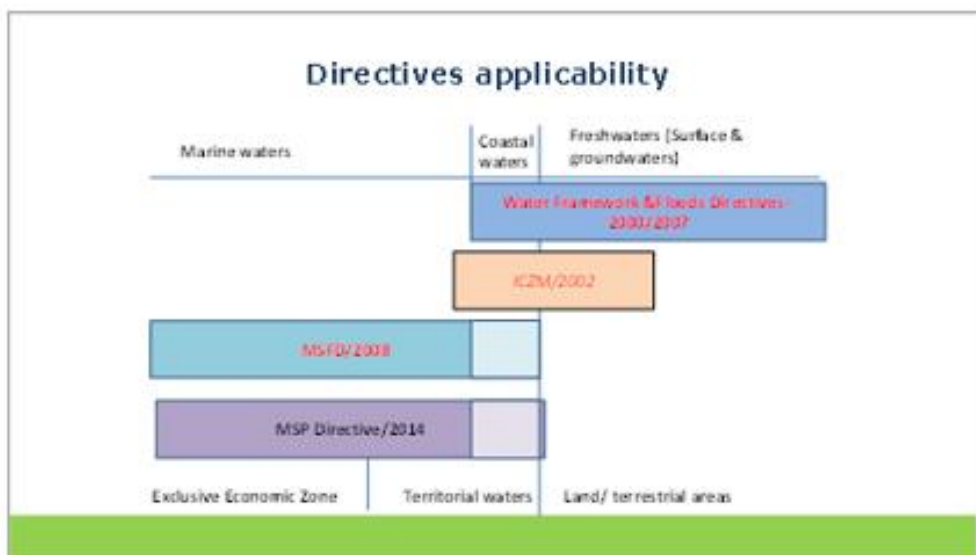 Directives applicability
Marine waters
Coastal
waters
Freshwaters (Surface &
groundwaters)
Water Framework &Floods Directives-
2000/2007
ICZM/2002
MSFD/2008
MSP Directive/2014
Exclusive Economic Zone
Territorial waters
Land/ terrestrial areas